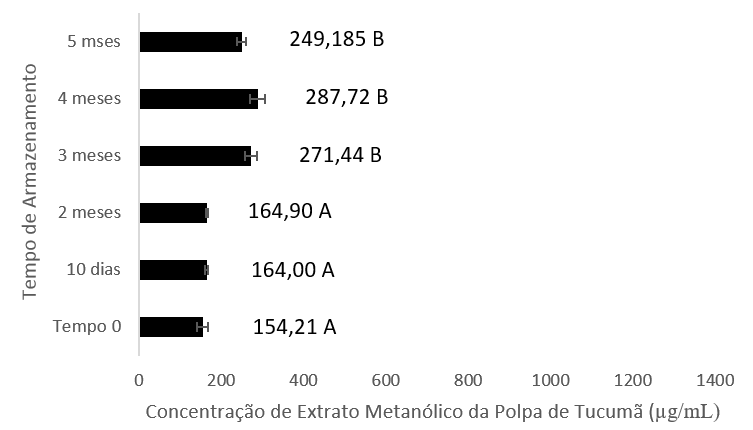 Tempo de Armazenamento
5 mses
249,185 B
4 meses
287,72 B
3 meses
271,44 B
2 meses
164,90 A
10 dias
164,00 A
Tempo 0
154,21 A
0 200 400 600 800 1000 1200 1400
Concentração de Extrato Metanólico da Polpa de Tucumã (µg/mL)